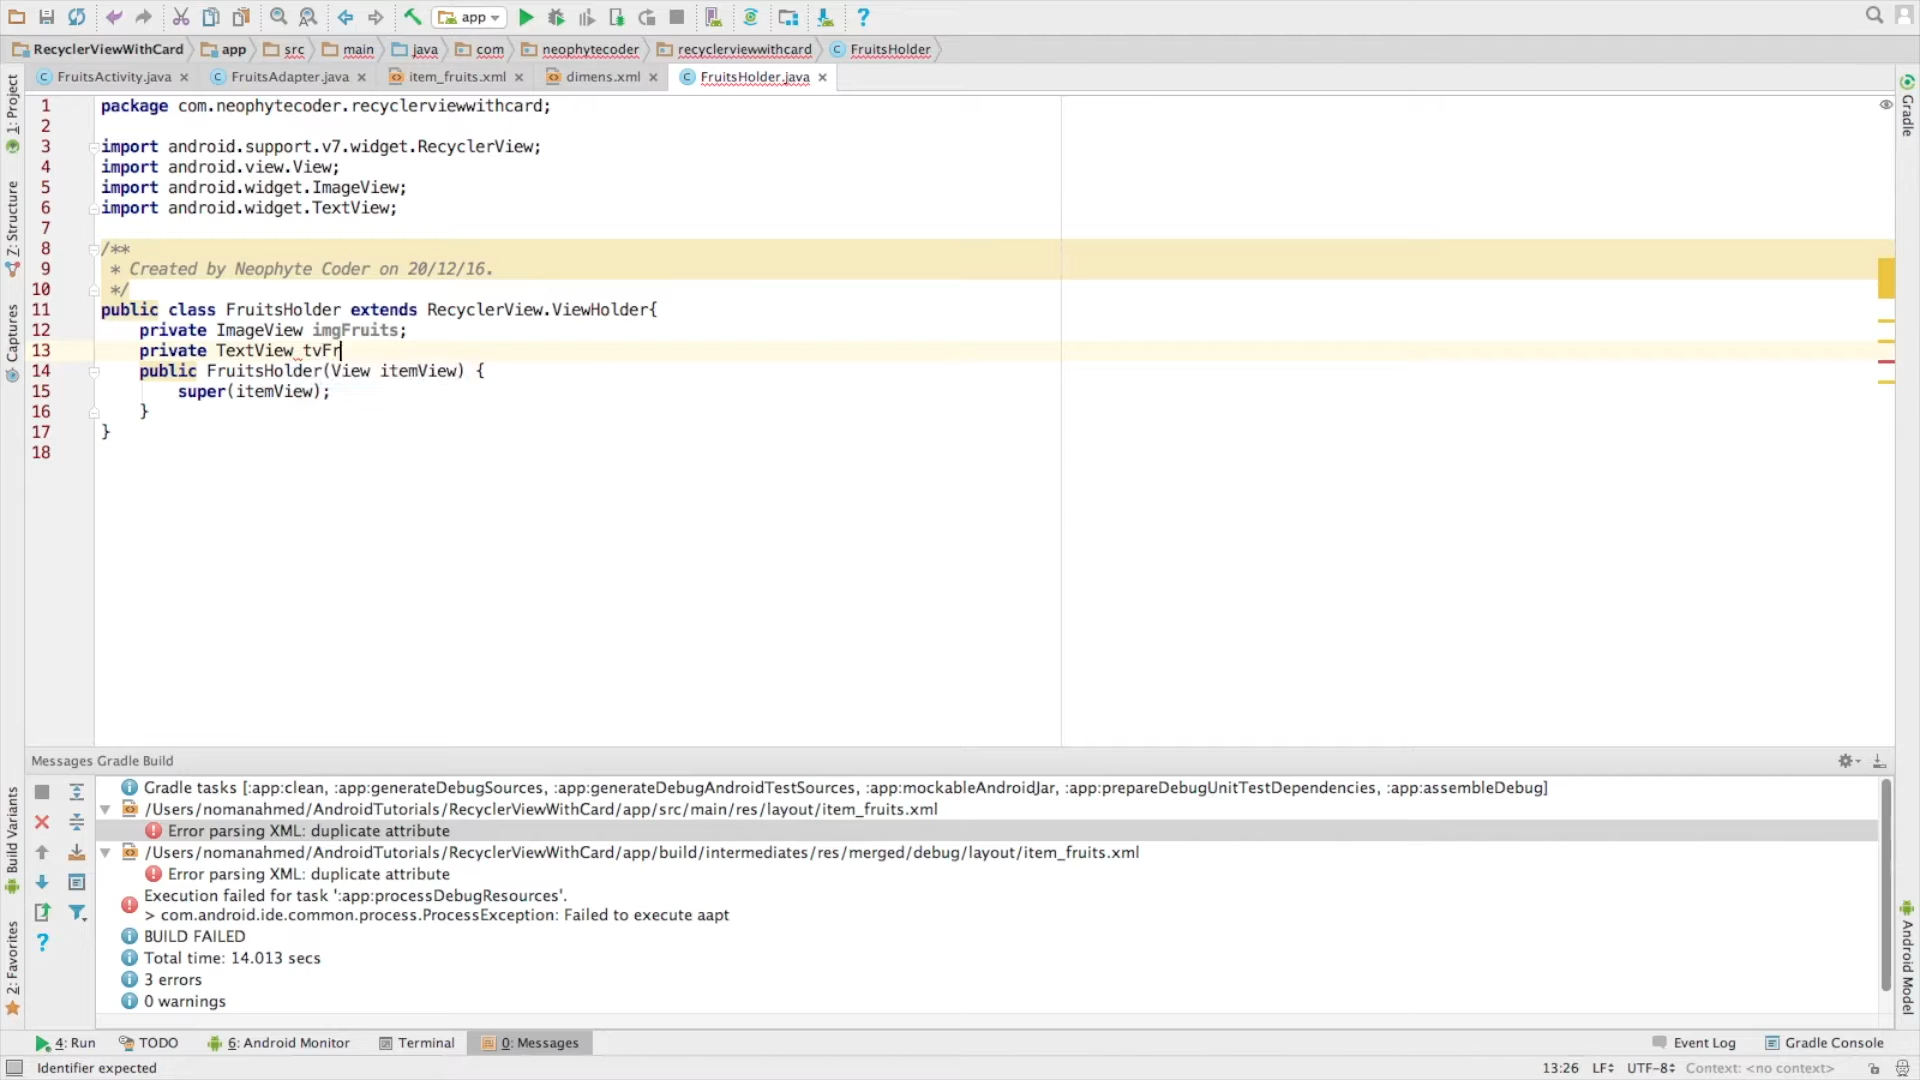 app
RecyclerViewWithCard app src main java com neophytecoder recyclerviewwithcard FruitsHolder
FruitsActivity.java FruitsAdapter.java item_fruits.xml dimens.xml FruitsHolder.java
1: Project
Z: Structure
Captures
Build Variants
2: Favorites
1 package com.neophytecoder.recyclerviewwithcard;
2
3 import android.support.v7.widget.RecyclerView;
4 import android.view.View;
5 import android.widget.ImageView;
6 import android.widget.TextView;
7
8 /**
9 * Created by Neophyte Coder on 20/12/16.
10 */
11 public class FruitsHolder extends RecyclerView.ViewHolder{
12 private ImageView imgFruits;
13 private TextView tvFr
14 public FruitsHolder(View itemView) {
15 super(itemView);
16 }
17 }
18
Gradle
Android Model
Messages Gradle Build
Gradle tasks [:app:clean, :app:generateDebugSources, :app:generateDebugAndroidTestSources, :app:mockableAndroidJar, :app:prepareDebugUnitTestDependencies, :app:assembleDebug]
/Users/nomanahmed/AndroidTutorials/RecyclerViewWithCard/app/src/main/res/layout/item_fruits.xml
Error parsing XML: duplicate attribute
/Users/nomanahmed/AndroidTutorials/RecyclerViewWithCard/app/build/intermediates/res/merged/debug/layout/item_fruits.xml
Error parsing XML: duplicate attribute
Execution failed for task ':app:processDebugResources'.
> com.android.ide.common.process.ProcessException: Failed to execute aapt
BUILD FAILED
Total time: 14.013 secs
3 errors
0 warnings
4: Run TODO 6: Android Monitor Terminal 0: Messages Event Log Gradle Console
Identifier expected 13:26 LF UTF-8 Context: <no context>